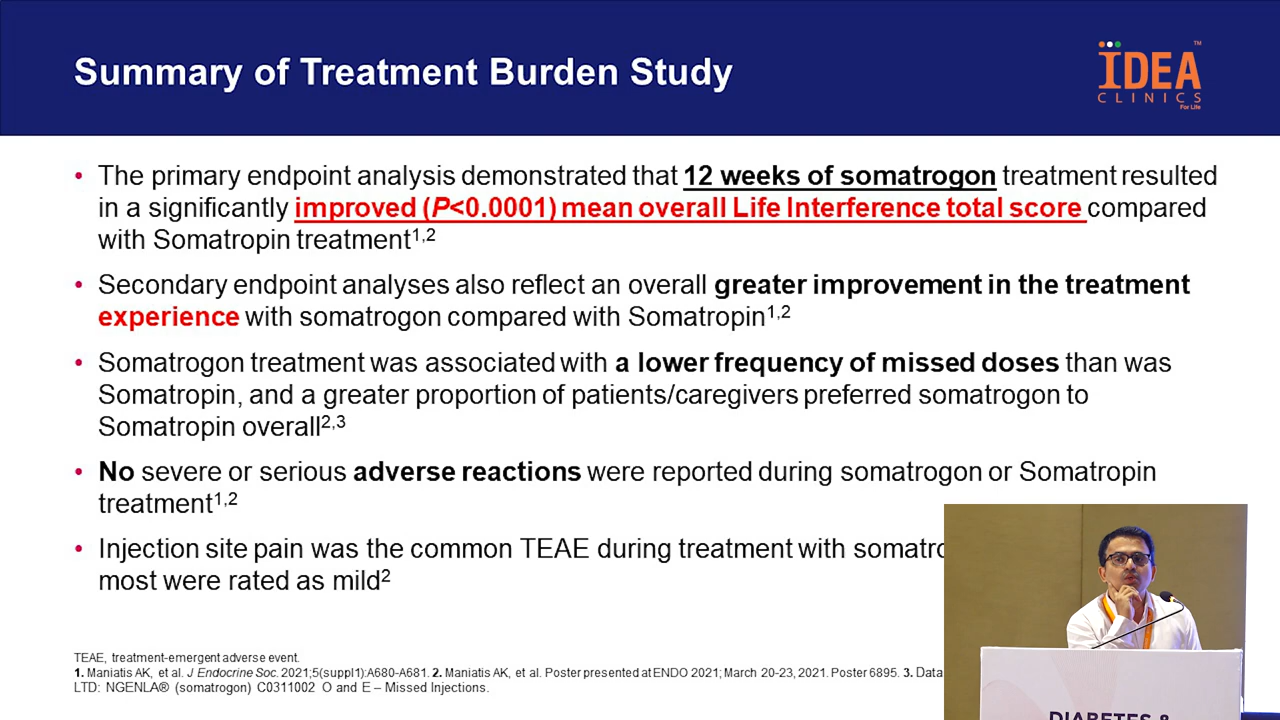 Summary of Treatment Burden Study
TM
IDEA
CLINICS
For Life
• The primary endpoint analysis demonstrated that 12 weeks of somatrogon treatment resulted
in a significantly improved (P<0.0001) mean overall Life Interference total score compared
with Somatropin treatment1,2
• Secondary endpoint analyses also reflect an overall greater improvement in the treatment
experience with somatrogon compared with Somatropin1,2
• Somatrogon treatment was associated with a lower frequency of missed doses than was
Somatropin, and a greater proportion of patients/caregivers preferred somatrogon to
Somatropin overall2,3
• No severe or serious adverse reactions were reported during somatrogon or Somatropin
treatment1,2
• Injection site pain was the common TEAE during treatment with
most were rated as mild2
TEAE, treatment-emergent adverse event.
1. Maniatis AK, et al. J Endocrine Soc. 2021;5(suppl1):A680-A681. 2. Maniatis AK, et al. Poster presented at ENDO 2021; March 20-23, 2021. Poster 6895. 3. Data
LTD: NGENLA® (somatrogon) C0311002 O and E – Missed Injections.
DIABETES &